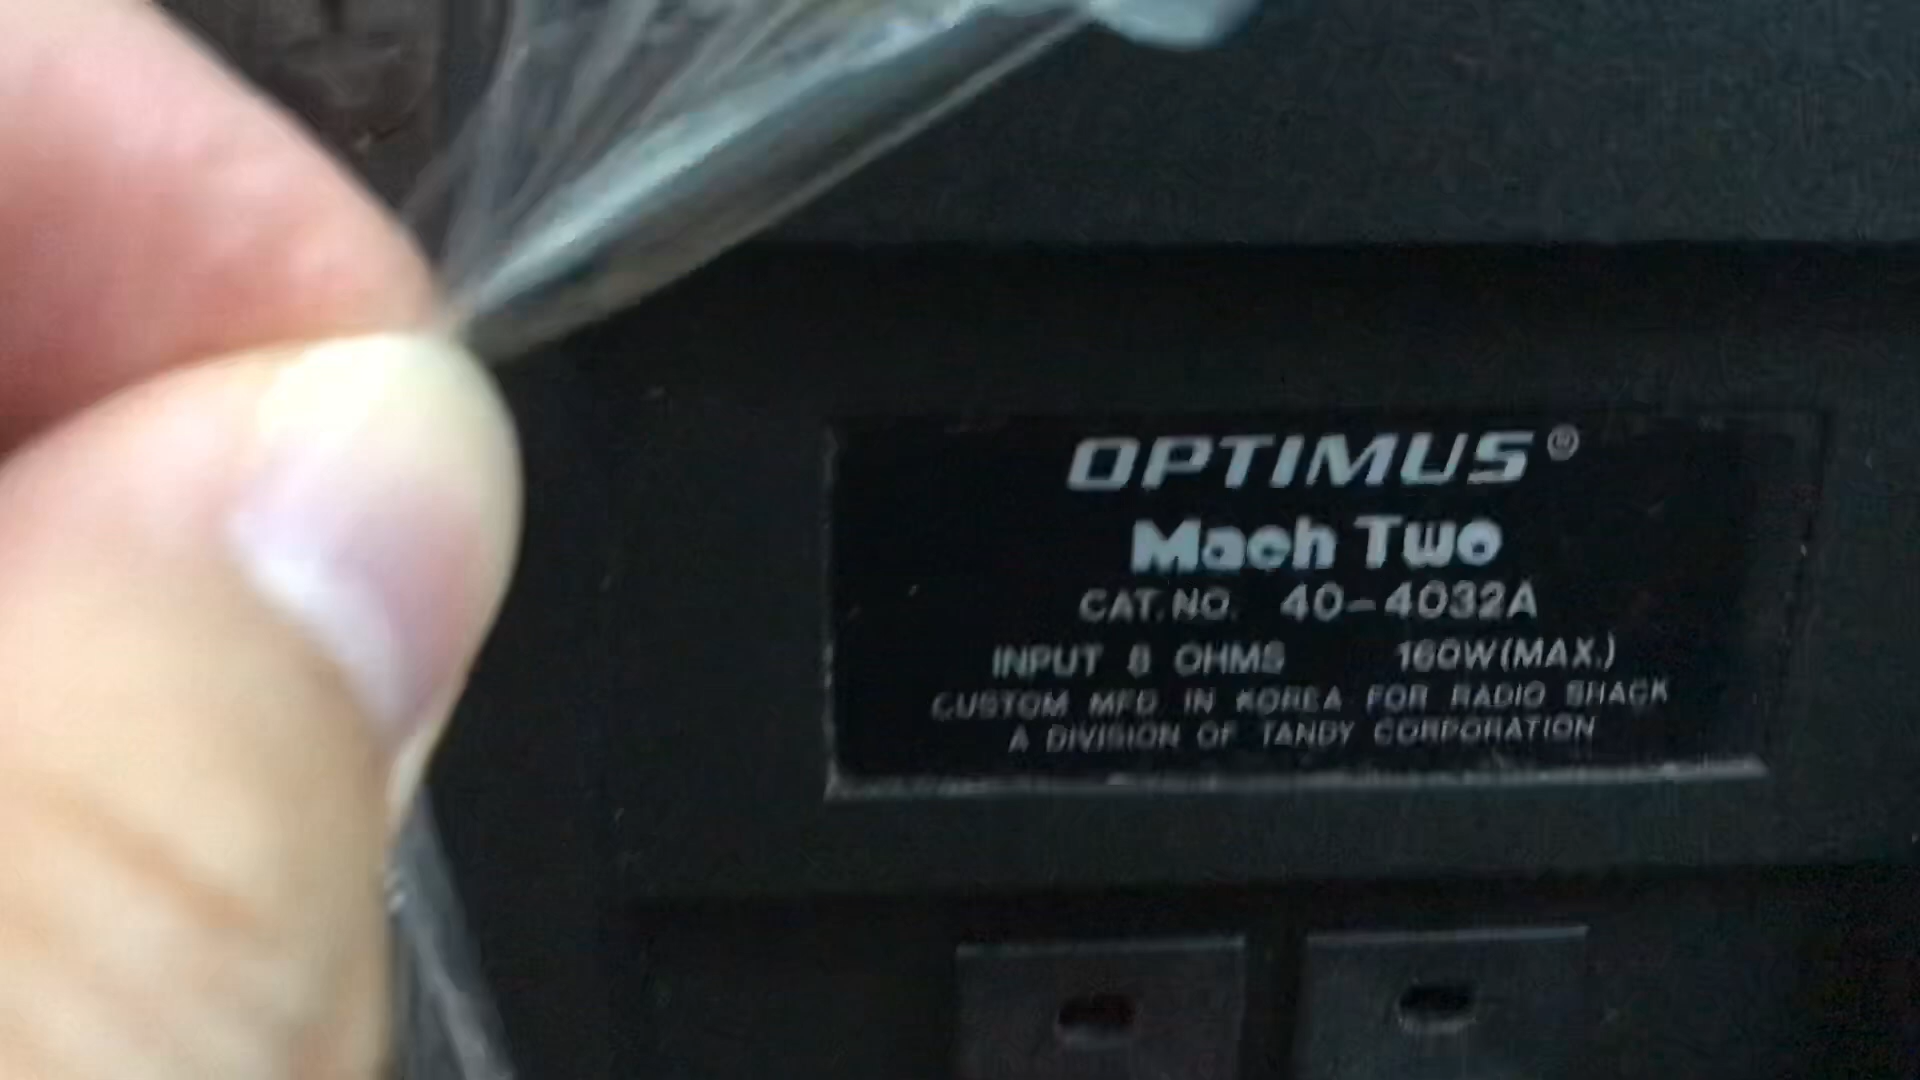 OPTIMUS®
Mach Two
CAT. NO. 40-4032A
INPUT 8 OHMS 160W (MAX.)
CUSTOM MFD. IN KOREA FOR RADIO SHACK
A DIVISION OF TANDY CORPORATION